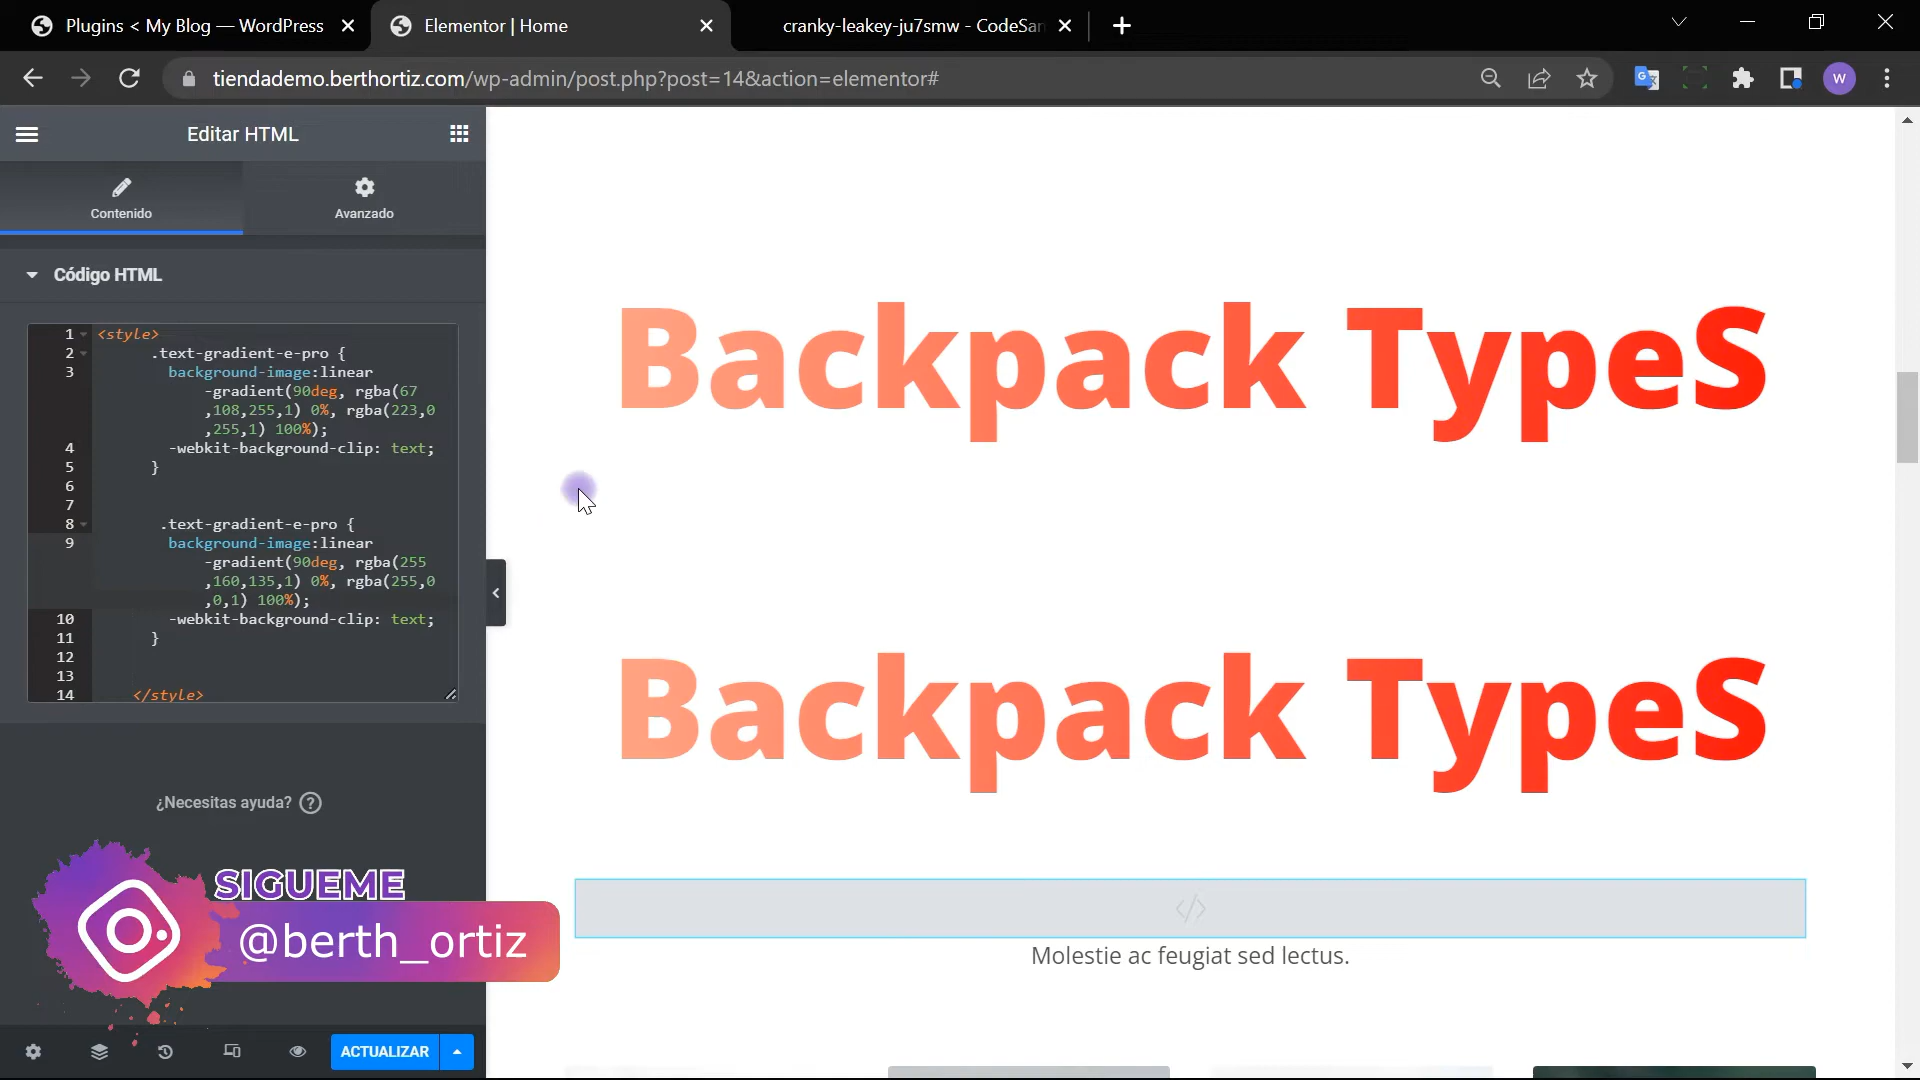 Plugins < My Blog — WordPress
Elementor | Home
cranky-leakey-ju7smw - CodeSan
tiendademo.berthortiz.com/wp-admin/post.php?post=14&action=elementor#
W
Editar HTML
Contenido
Avanzado
Código HTML
1 <style>
2 .text-gradient-e-pro {
3 background-image:linear
-gradient(90deg, rgba(67
,108,255,1) 0%, rgba(223,0
,255,1) 100%);
4 -webkit-background-clip: text;
5 }
6
7
8 .text-gradient-e-pro {
9 background-image:linear
-gradient(90deg, rgba(255
,160,135,1) 0%, rgba(255,0
,0,1) 100%);
10 -webkit-background-clip: text;
11 }
12
13
14 </style>
¿Necesitas ayuda? ?
SIGUEME
@berth_ortiz
ACTUALIZAR
Backpack TypeS
Backpack TypeS
</>
Molestie ac feugiat sed lectus.